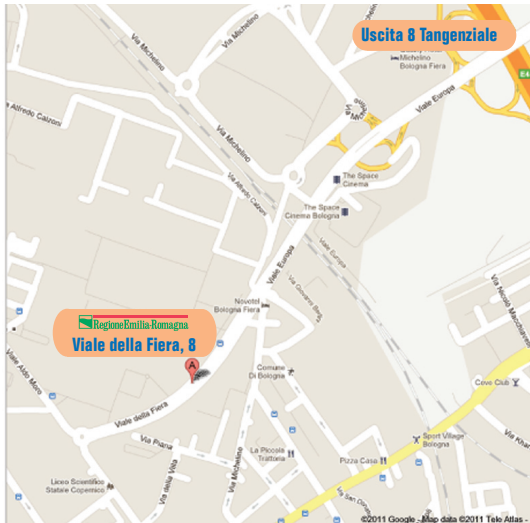 Uscita 8 Tangenziale
Michelino
Bologna Fiera
E4
Via Michelino
Via Michelino
Viale Europa
a Alfredo Calzoni
Via Michelino
The Space
Cinema
Via Alfredo Calzoni
The Space
Cinema Bologna
Viale Europa
Viale Europa
Novotel
Bologna Fiera
RegioneEmilia-Romagna
Viale della Fiera, 8
A
Viale Aldo Moro
Comune
Di Bologna
Via Nicolò Machiavelli
Cove Club
Viale della Fiera
Via Piana
La Piccola
Trattoria
Via Michelino
Sport Village
Bologna
Pizza Casa
Via della Villa
Liceo Scientifico
Statale Copernico
©2011 Google - Map data ©2011 Tele Atlas -